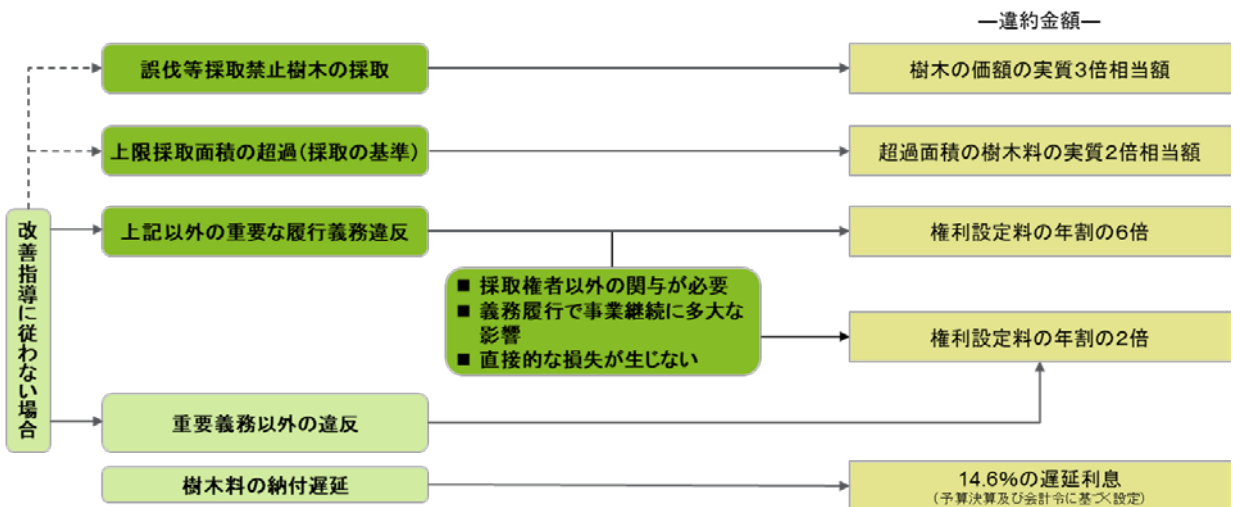 ―違約金額―
誤伐等採取禁止樹木の採取
樹木の価額の実質3倍相当額
上限採取面積の超過(採取の基準)
超過面積の樹木料の実質2倍相当額
改善指導に従わない場合
上記以外の重要な履行義務違反
権利設定料の年割の6倍
■ 採取権者以外の関与が必要
■ 義務履行で事業継続に多大な
影響
■ 直接的な損失が生じない
権利設定料の年割の2倍
重要義務以外の違反
樹木料の納付遅延
14.6%の遅延利息
(予算決算及び会計令に基づく設定)